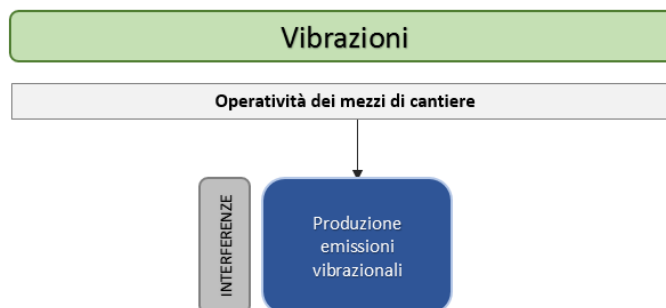 Vibrazioni
Operatività dei mezzi di cantiere
INTERFERENZE
Produzione
emissioni
vibrazionali